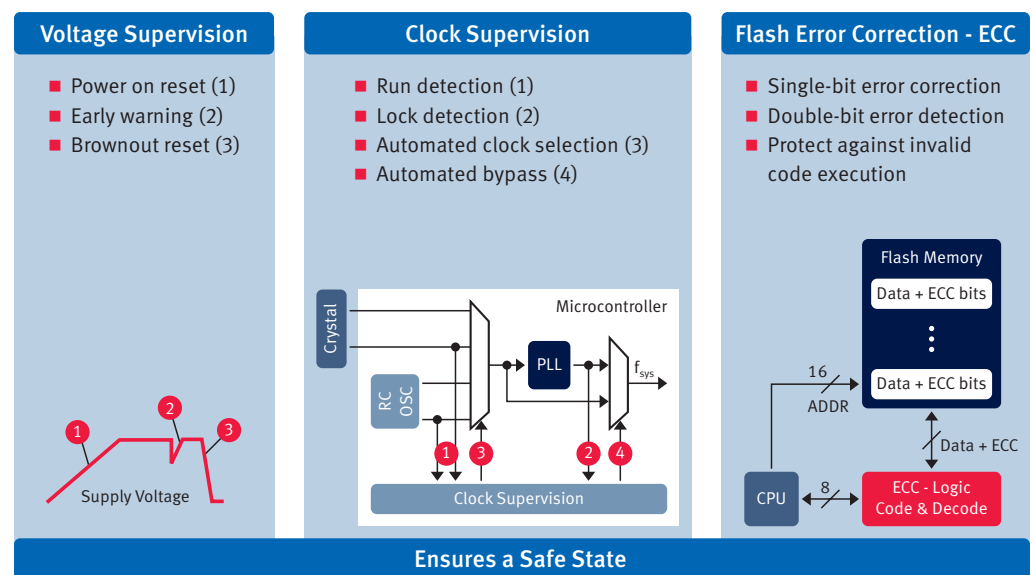 Voltage Supervision
Power on reset (1)
Early warning (2)
Brownout reset (3)
1
2
3
Supply Voltage
Clock Supervision
Run detection (1)
Lock detection (2)
Automated clock selection (3)
Automated bypass (4)
Microcontroller
Crystal
RC
OSC
PLL
fsys
1
3
2
4
Clock Supervision
Flash Error Correction - ECC
Single-bit error correction
Double-bit error detection
Protect against invalid
code execution
Flash Memory
Data + ECC bits
Data + ECC bits
16
ADDR
Data + ECC
CPU
8
ECC - Logic
Code & Decode
Ensures a Safe State